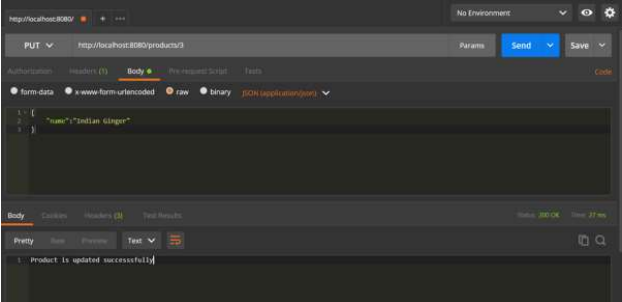 http://localhost:8080/
No Environment
PUT http://localhost:8080/products/3 Params Send Save
Authorization Headers (1) Body Pre-request Script Tests Code
form-data x-www-form-urlencoded raw binary JSON (application/json)
1 {
2 "name":"Indian Ginger"
3 }
Body Cookies Headers (3) Test Results Status: 200 OK Time: 27 ms
Pretty Raw Preview Text
1 Product is updated successsfully